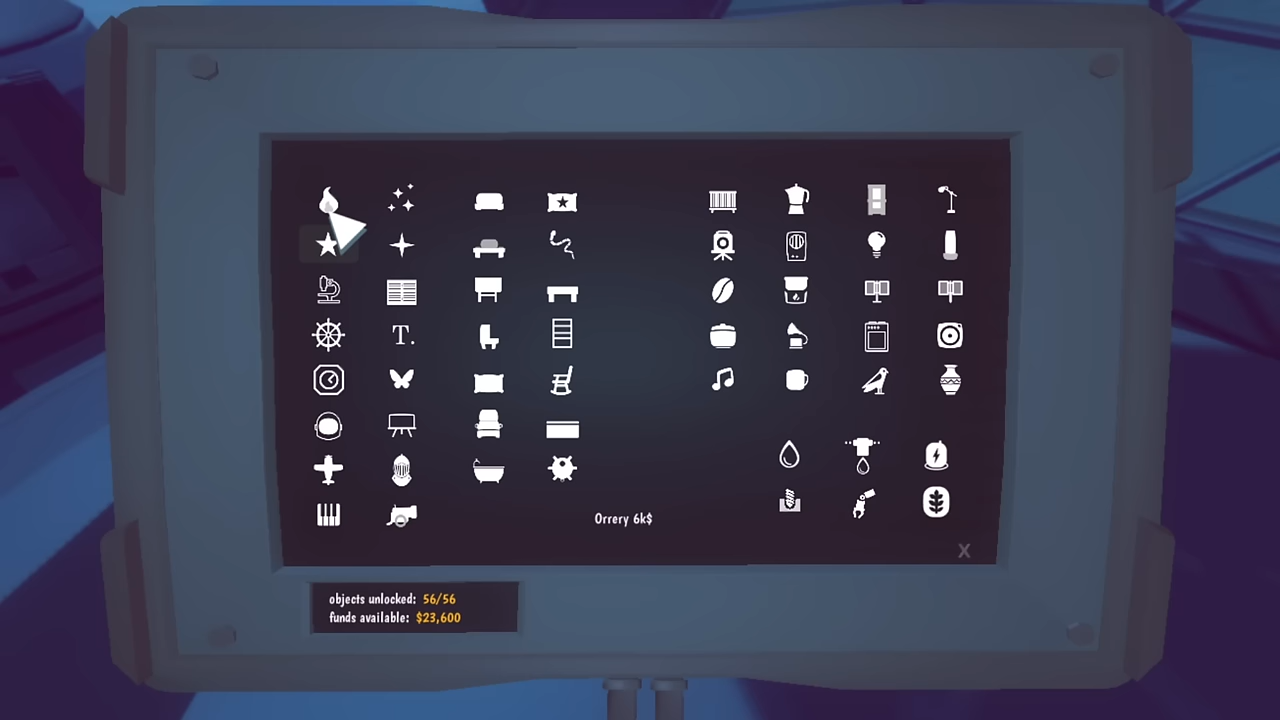 T.
Orrery 6k$
X
objects unlocked: 56/56
funds available: $23,600